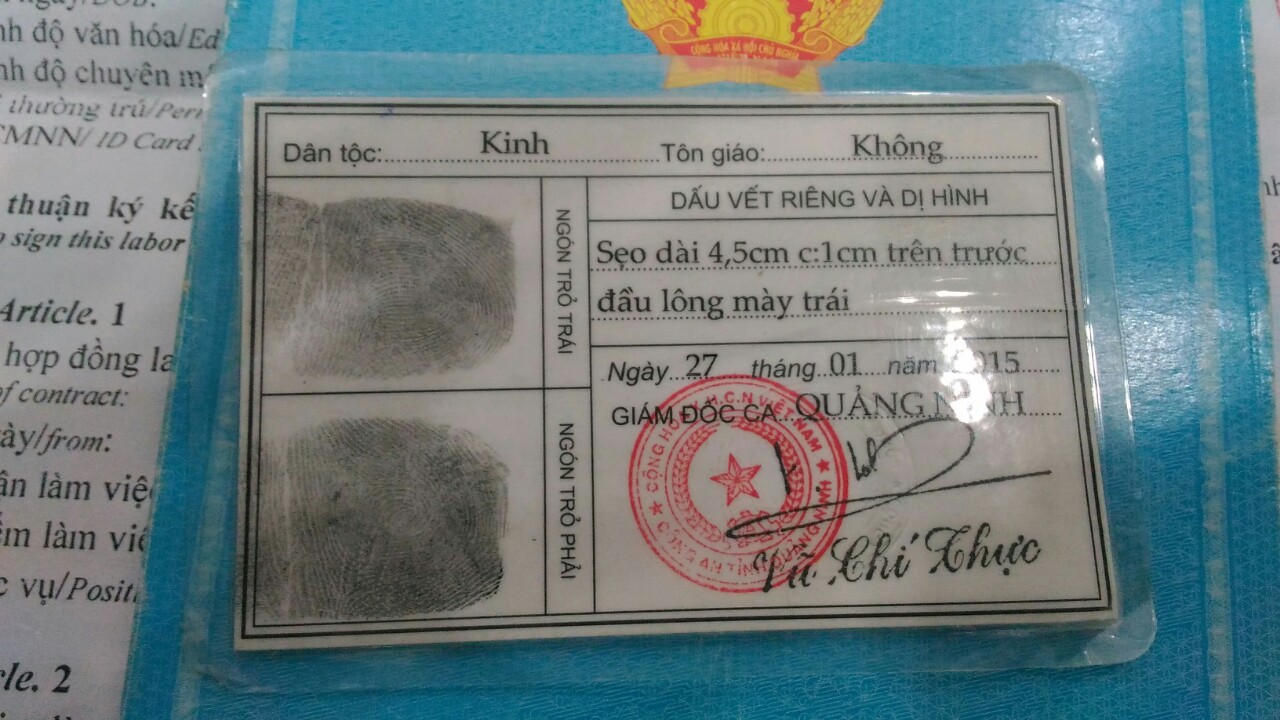 nh độ văn hóa/Ed
nh độ chuyên m
thường trú/Perr
CMNN/ ID Card
thuận ký kế
o sign this labor
Article. 1
hợp đồng la
of contract:
ày/from:
ận làm việ
ểm làm việ
c vụ/Positi
cle. 2
CỘNG HÒA XÃ HỘI CHỦ NGHĨA
VIỆT NAM
Dân tộc: Kinh Tôn giáo: Không
NGÓN TRỎ TRÁI
NGÓN TRỎ PHẢI
DẤU VẾT RIÊNG VÀ DỊ HÌNH
Sẹo dài 4,5cm c:1cm trên trước
đầu lông mày trái
Ngày 27 tháng 01 năm 2015
GIÁM ĐỐC CA QUẢNG NINH
CỘNG HÒA X.H.C.N VIỆT NAM
CÔNG AN TỈNH QUẢNG NINH
Vũ Chí Thực